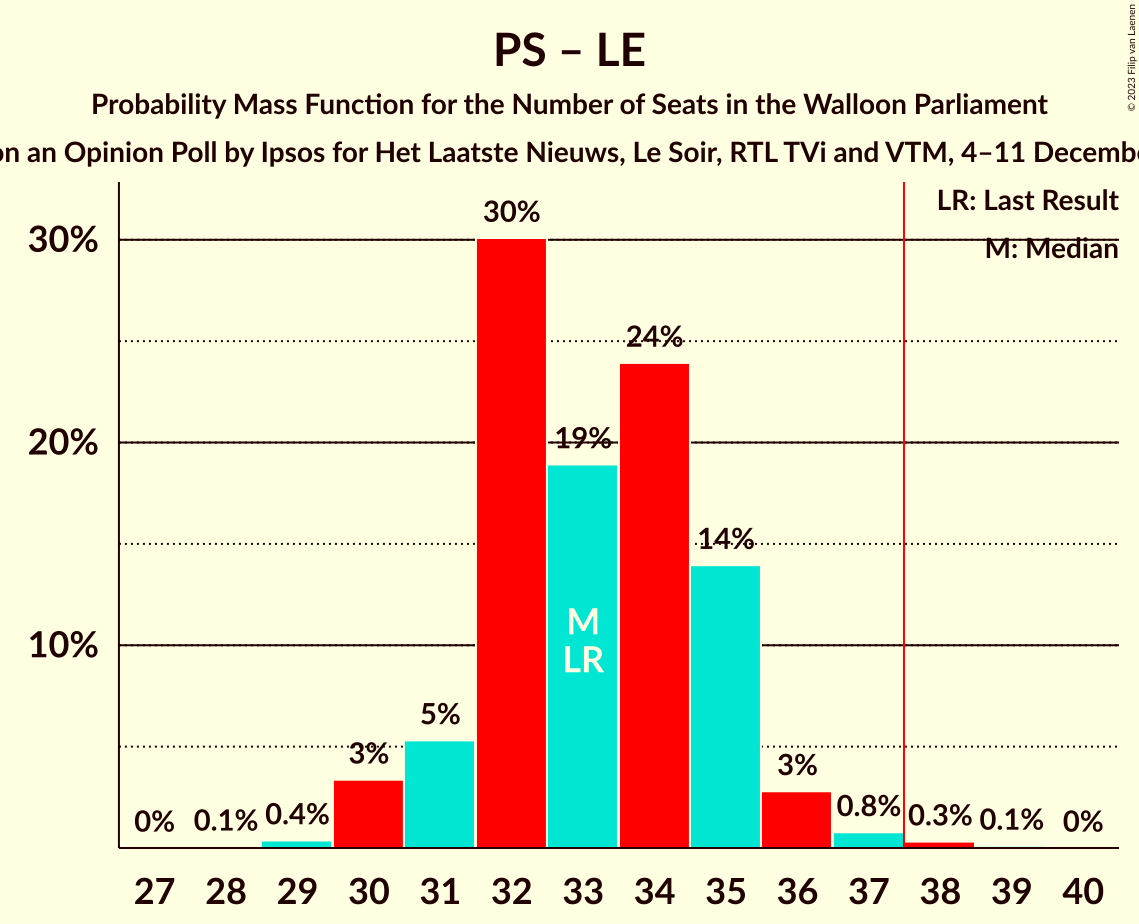 PS – LE
Probability Mass Function for the Number of Seats in the Walloon Parliament
on an Opinion Poll by Ipsos for Het Laatste Nieuws, Le Soir, RTL TVi and VTM, 4–11 Decembe
© 2023 Filip van Laenen
LR: Last Result
M: Median
30%
20%
10%
0%
0.1%
0.4%
3%
5%
30%
19%
24%
14%
3%
0.8%
0.3%
0.1%
0%
M
LR
27 28 29 30 31 32 33 34 35 36 37 38 39 40